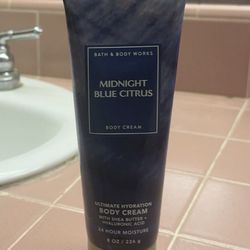 BATH & BODY WORKS
MIDNIGHT
BLUE CITRUS
BODY CREAM
ULTIMATE HYDRATION
BODY CREAM
WITH SHEA BUTTER +
HYALURONIC ACID
24 HOUR MOISTURE
8 OZ / 226 g